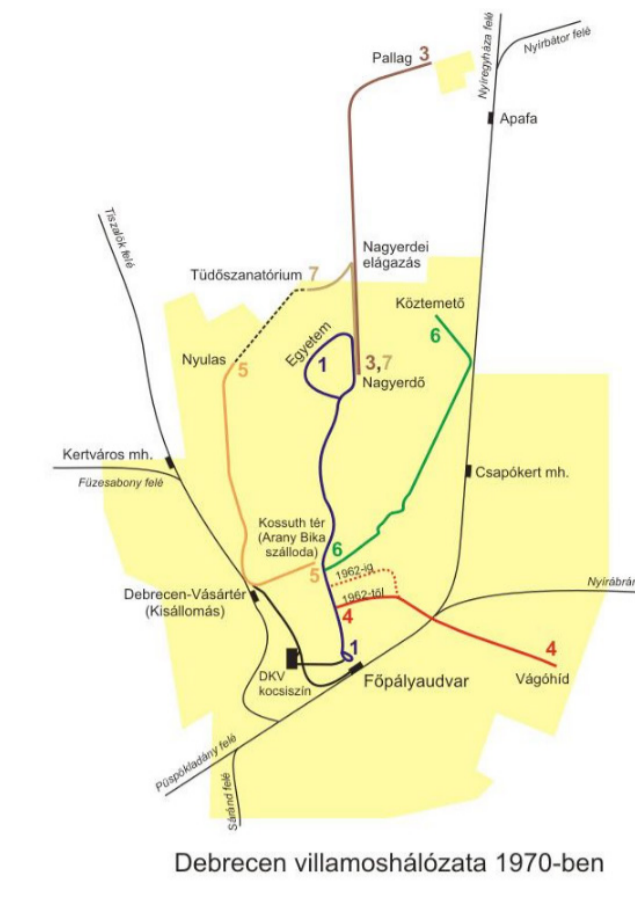 Nyíregyháza felé
Nyírbátor felé
Pallag 3
Apafa
Tiszalök felé
Nagyerdei
elágazás
Tüdőszanatórium 7
Köztemető
6
Egyetem
1
Nyulas
5
3,7
Nagyerdő
Kertváros mh.
Füzesabony felé
Csapókert mh.
Kossuth tér
(Arany Bika
szálloda)
6
5
1962-ig
1962-től
4
Debrecen-Vásártér
(Kisállomás)
1
4
DKV
kocsiszín
Főpályaudvar
Vágóhíd
Püspökladány felé
Sáránd felé
Debrecen villamoshálózata 1970-ben